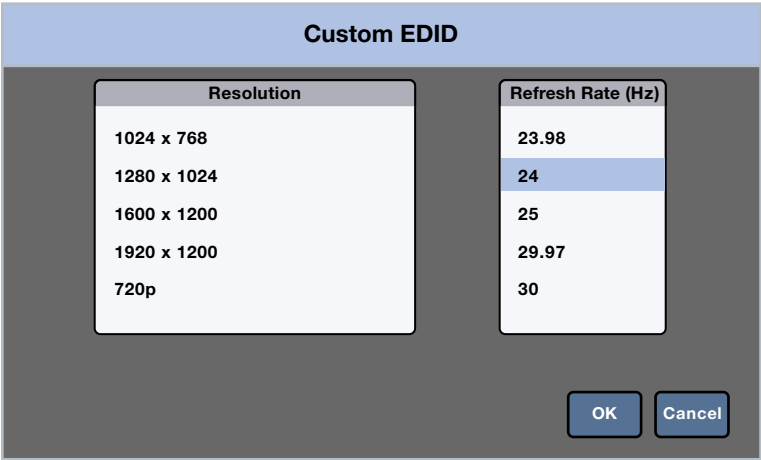 Custom EDID
Resolution
1024 x 768
1280 x 1024
1600 x 1200
1920 x 1200
720p
Refresh Rate (Hz)
23.98
24
25
29.97
30
OK
Cancel